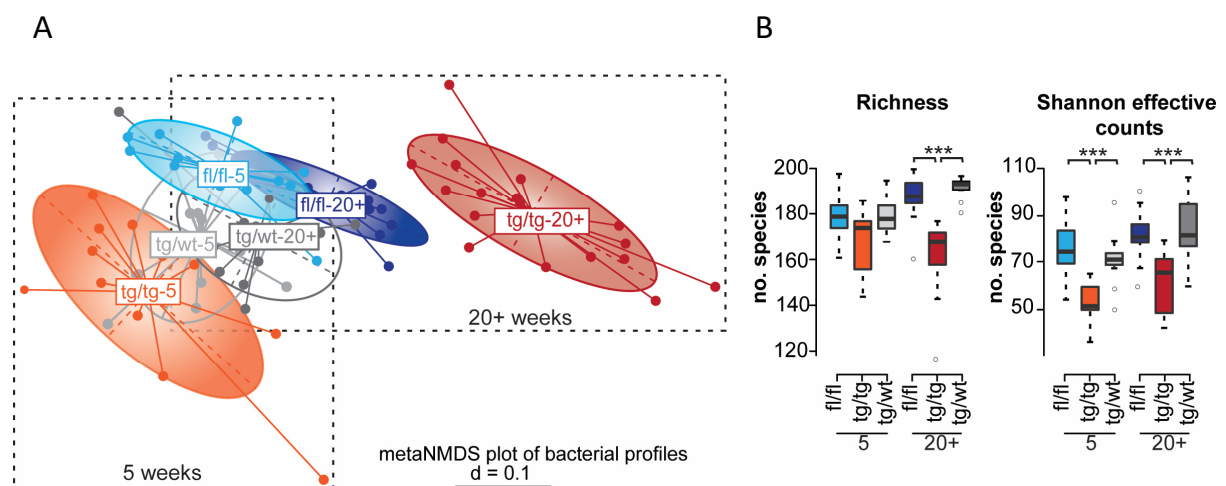 A
fl/fl-5
fl/fl-20+
tg/wt-5
tg/wt-20+
tg/tg-5
tg/tg-20+
20+ weeks
5 weeks
metaNMDS plot of bacterial profiles
d = 0.1
B
Richness
***
no. species
200
180
160
140
120
fl/fl
tg/tg
tg/wt
fl/fl
tg/tg
tg/wt
5
20+
Shannon effective
counts
***
***
no. species
110
90
70
50
fl/fl
tg/tg
tg/wt
fl/fl
tg/tg
tg/wt
5
20+